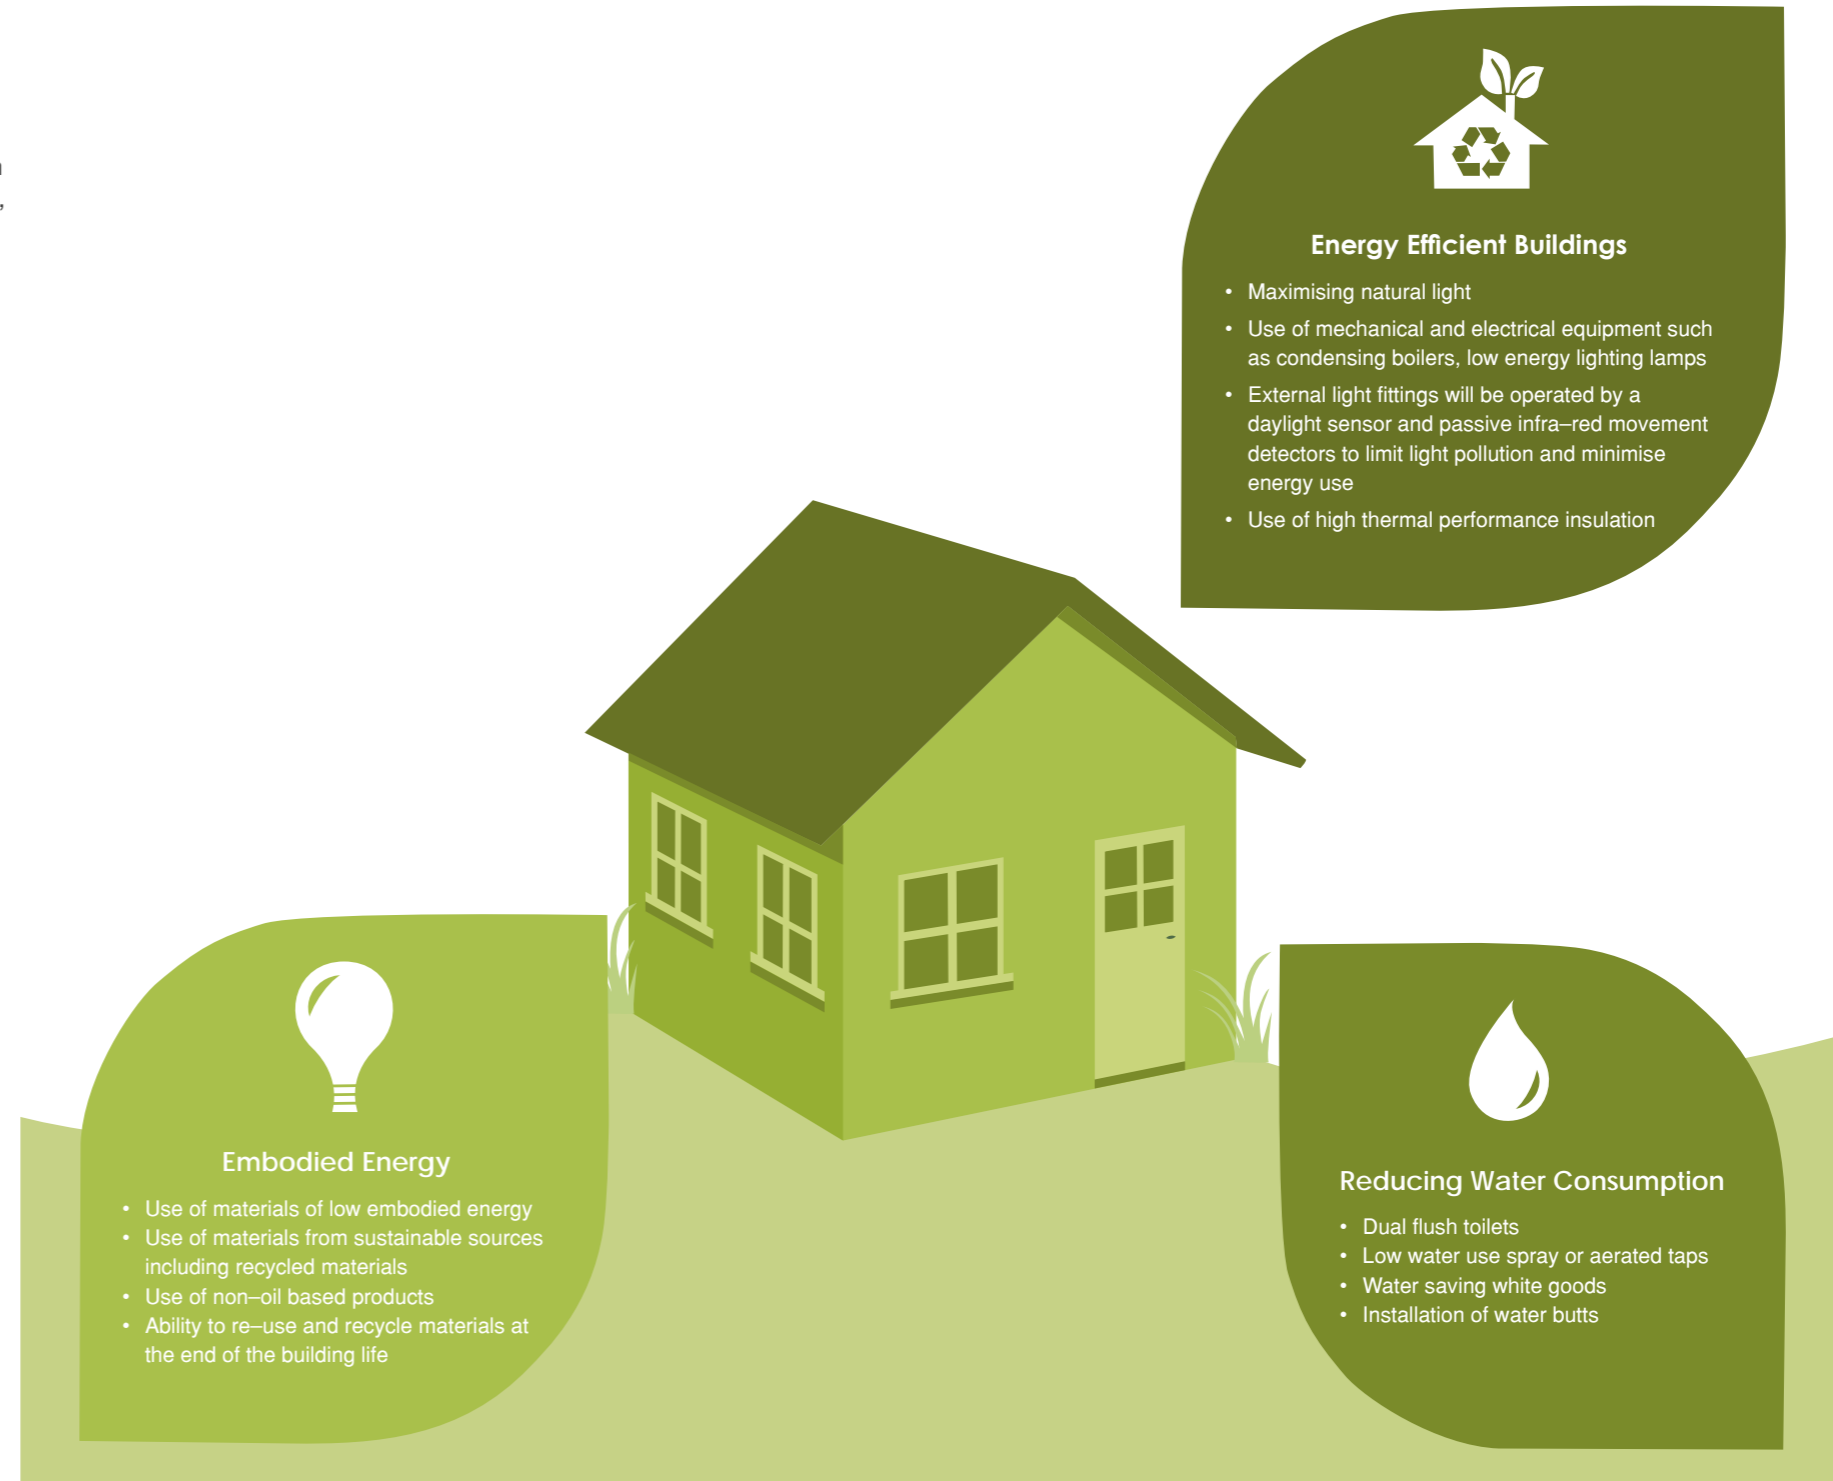 Energy Efficient Buildings
• Maximising natural light
• Use of mechanical and electrical equipment such
as condensing boilers, low energy lighting lamps
• External light fittings will be operated by a
daylight sensor and passive infra–red movement
detectors to limit light pollution and minimise
energy use
• Use of high thermal performance insulation
Embodied Energy
• Use of materials of low embodied energy
• Use of materials from sustainable sources
including recycled materials
• Use of non–oil based products
• Ability to re–use and recycle materials at
the end of the building life
Reducing Water Consumption
• Dual flush toilets
• Low water use spray or aerated taps
• Water saving white goods
• Installation of water butts